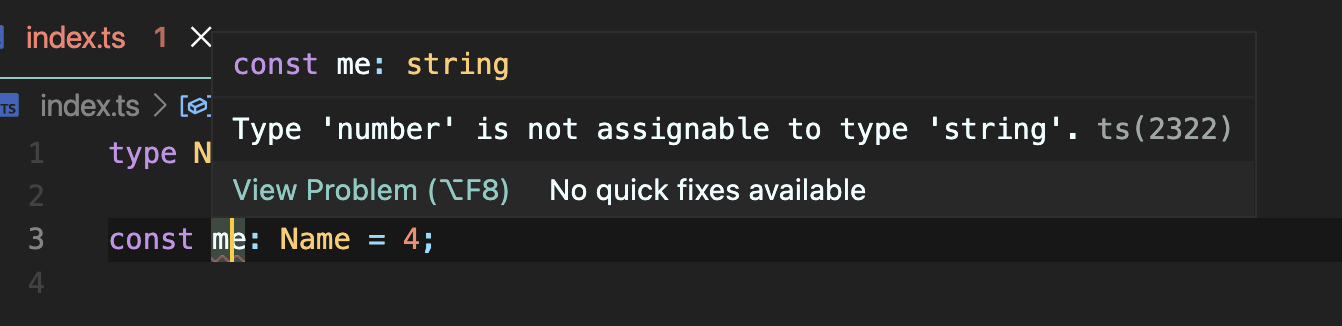 index.ts 1
const me: string
TS index.ts
Type 'number' is not assignable to type 'string'. ts(2322)
1 type N
View Problem (⌥F8) No quick fixes available
2
3 const me: Name = 4;
4